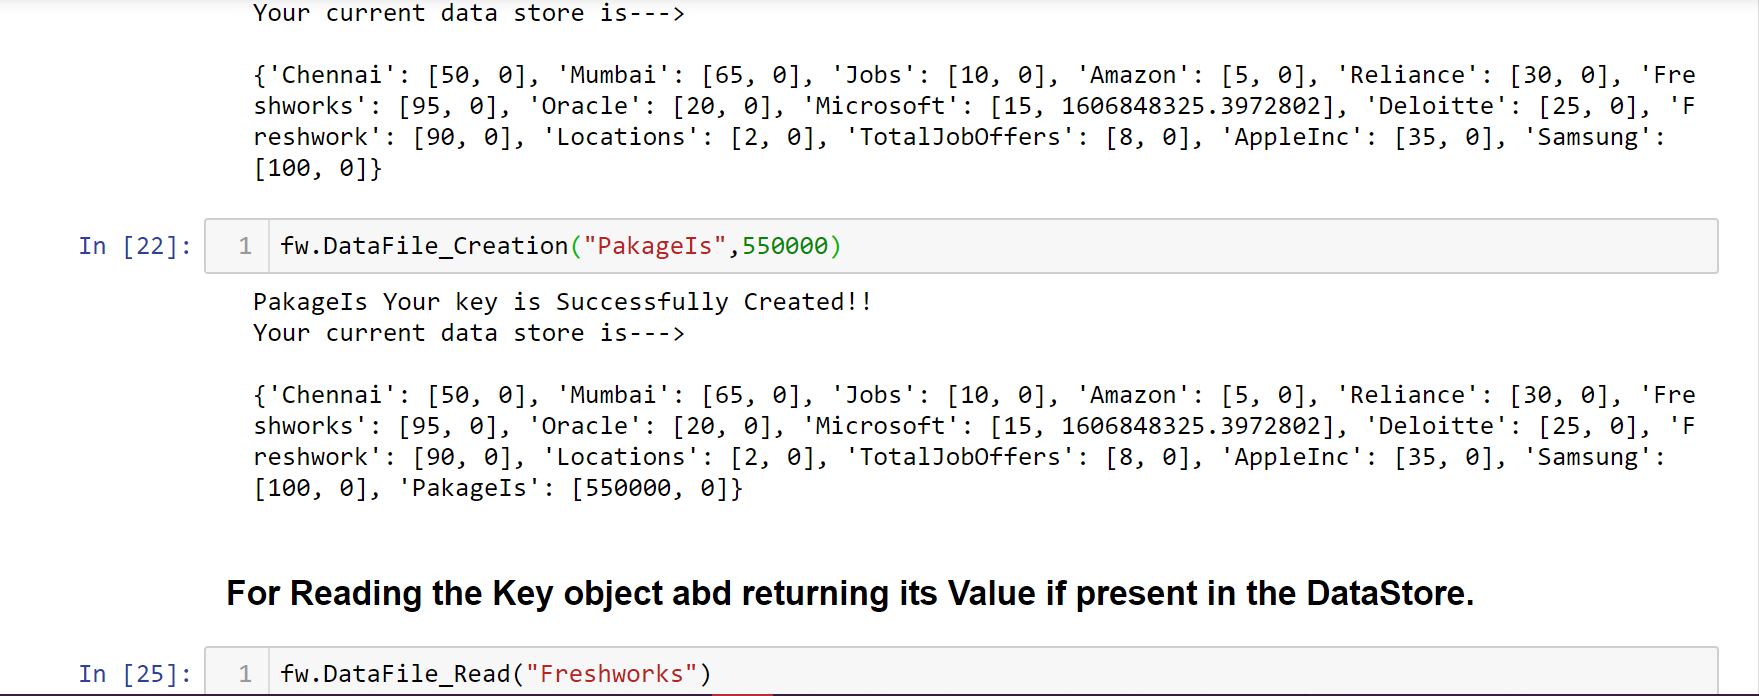 Your current data store is--->
{'Chennai': [50, 0], 'Mumbai': [65, 0], 'Jobs': [10, 0], 'Amazon': [5, 0], 'Reliance': [30, 0], 'Fre
shworks': [95, 0], 'Oracle': [20, 0], 'Microsoft': [15, 1606848325.3972802], 'Deloitte': [25, 0], 'F
reshwork': [90, 0], 'Locations': [2, 0], 'TotalJobOffers': [8, 0], 'AppleInc': [35, 0], 'Samsung':
[100, 0]}
In [22]: 1 fw.DataFile_Creation("PakageIs",550000)
PakageIs Your key is Successfully Created!!
Your current data store is--->
{'Chennai': [50, 0], 'Mumbai': [65, 0], 'Jobs': [10, 0], 'Amazon': [5, 0], 'Reliance': [30, 0], 'Fre
shworks': [95, 0], 'Oracle': [20, 0], 'Microsoft': [15, 1606848325.3972802], 'Deloitte': [25, 0], 'F
reshwork': [90, 0], 'Locations': [2, 0], 'TotalJobOffers': [8, 0], 'AppleInc': [35, 0], 'Samsung':
[100, 0], 'PakageIs': [550000, 0]}
For Reading the Key object abd returning its Value if present in the DataStore.
In [25]: 1 fw.DataFile_Read("Freshworks")